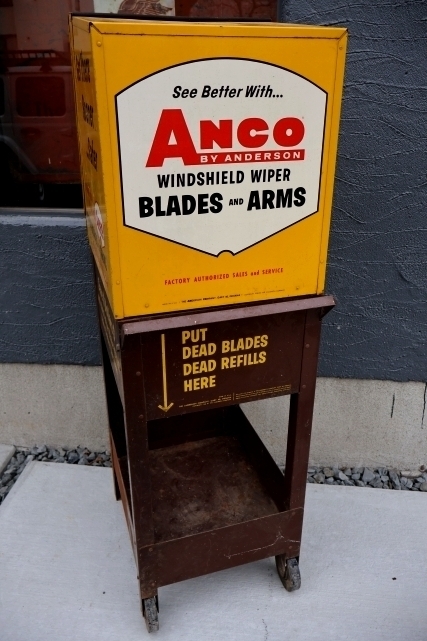 See Better With...
ANCO
BY ANDERSON
WINDSHIELD WIPER
BLADES AND ARMS
FACTORY AUTHORIZED SALES and SERVICE
PUT
DEAD BLADES
DEAD REFILLS
HERE